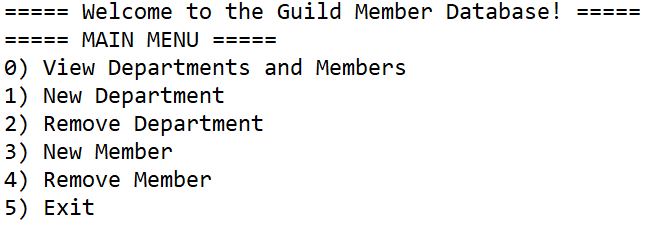 ===== Welcome to the Guild Member Database! =====
===== MAIN MENU =====
0) View Departments and Members
1) New Department
2) Remove Department
3) New Member
4) Remove Member
5) Exit